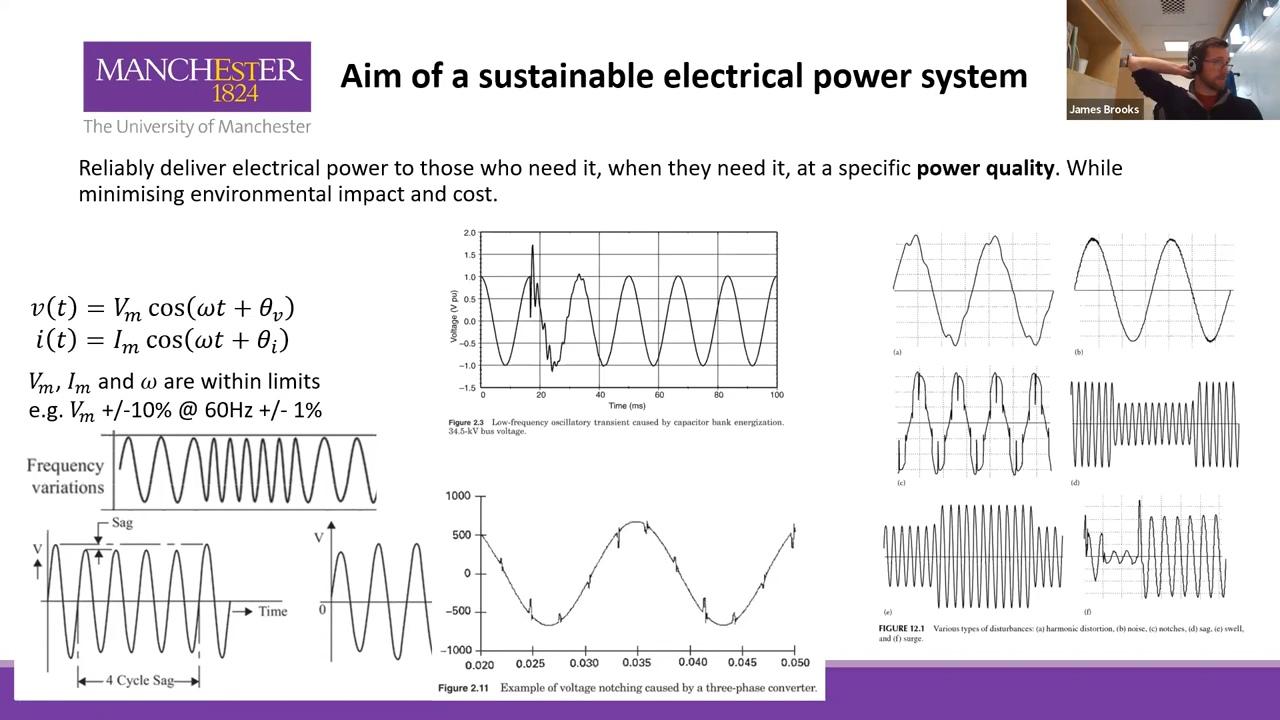 MANCHESTER
1824
The University of Manchester
Aim of a sustainable electrical power system
James Brooks
Reliably deliver electrical power to those who need it, when they need it, at a specific power quality. While
minimising environmental impact and cost.
v(t) = Vₘ cos(ωt + θᵥ)
i(t) = Iₘ cos(ωt + θᵢ)
Vₘ, Iₘ and ω are within limits
e.g. Vₘ +/-10% @ 60Hz +/- 1%
Frequency
variations
Sag
V
Time
4 Cycle Sag
V
0
2.0
1.5
1.0
0.5
0.0
−0.5
−1.0
−1.5
Voltage (V pu)
0 20 40 60 80 100
Time (ms)
Figure 2.3 Low-frequency oscillatory transient caused by capacitor bank energization.
34.5-kV bus voltage.
1000
500
0
−500
−1000
0.020 0.025 0.030 0.035 0.040 0.045 0.050
Figure 2.11 Example of voltage notching caused by a three-phase converter.
(a) (b)
(c) (d)
(e) (f)
FIGURE 12.1 Various types of disturbances: (a) harmonic distortion, (b) noise, (c) notches, (d) sag, (e) swell,
and (f) surge.